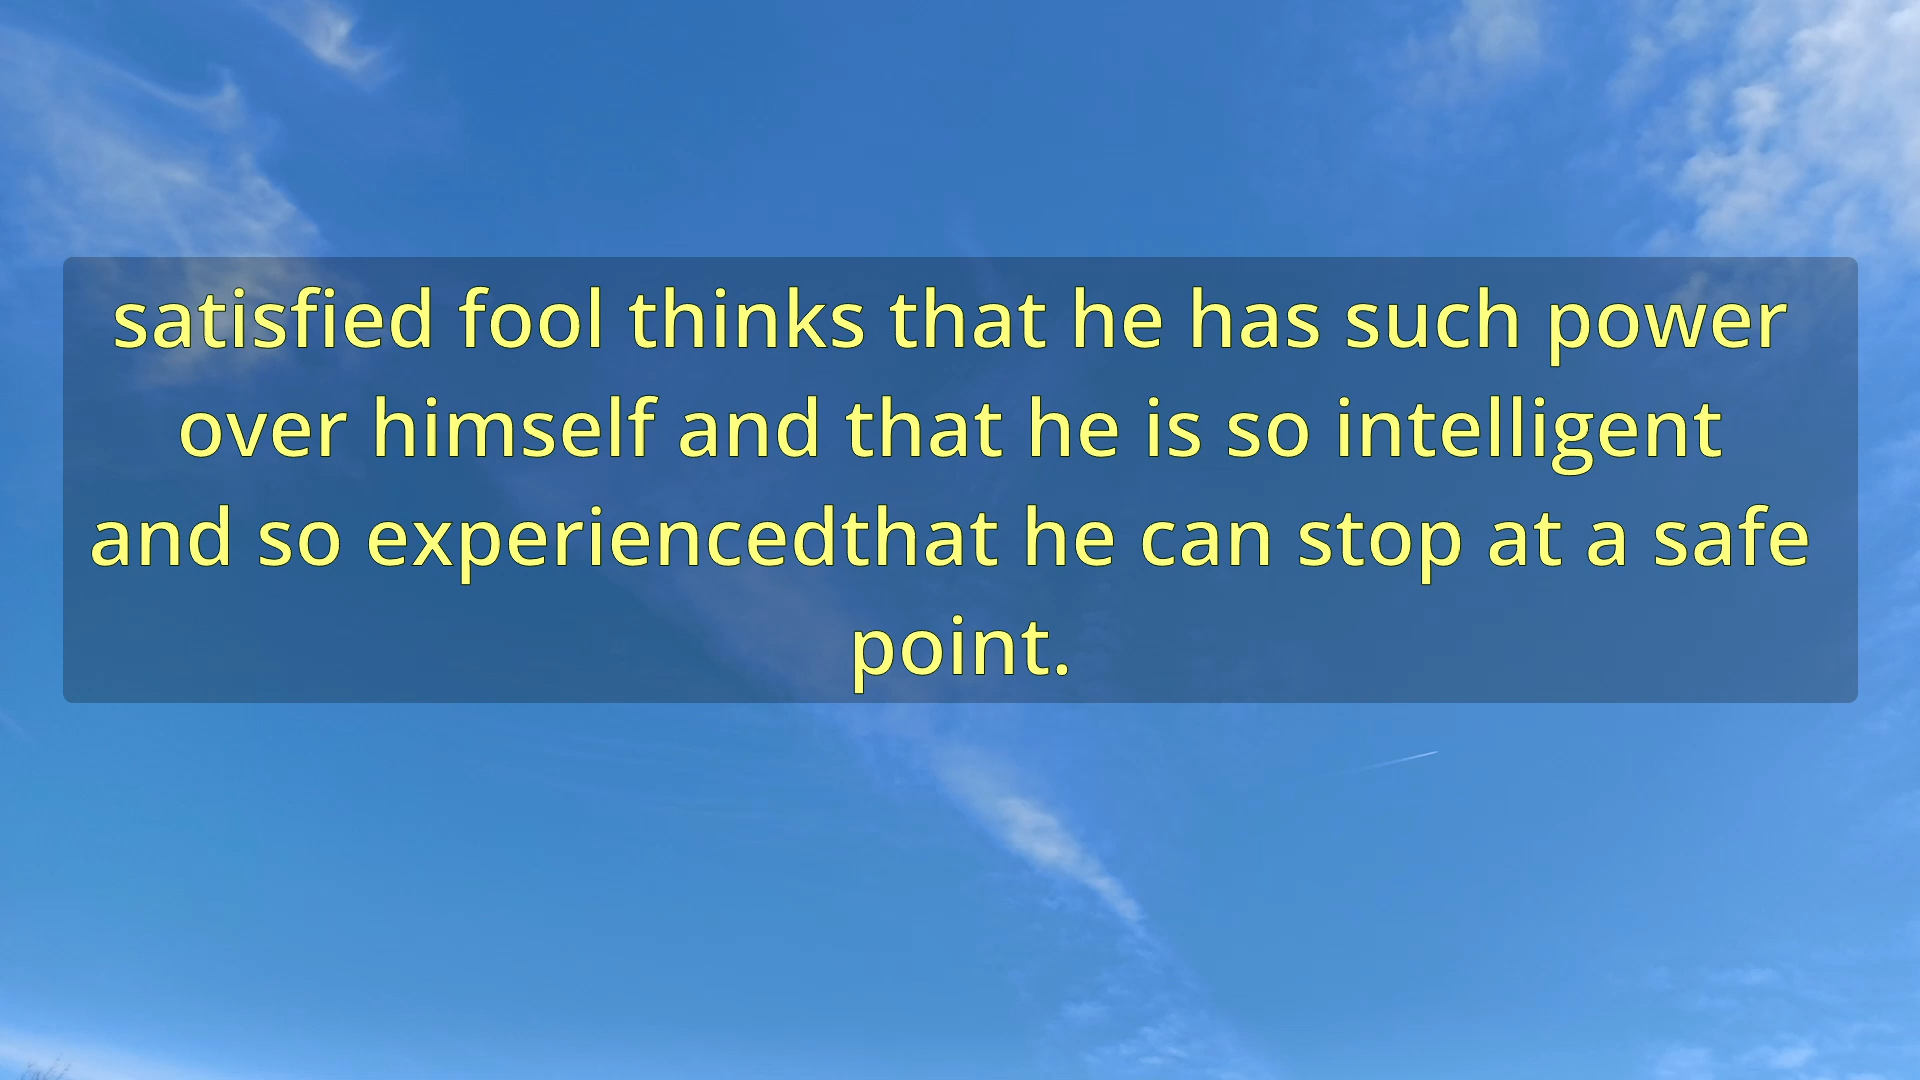 satisfied fool thinks that he has such power
over himself and that he is so intelligent
and so experiencedthat he can stop at a safe
point.